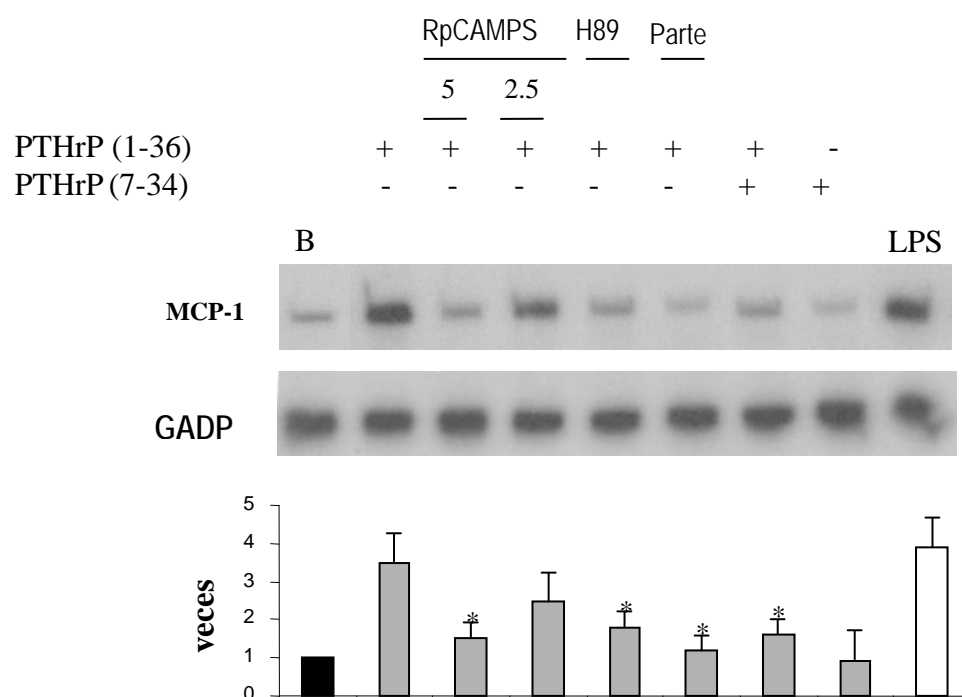 RpCAMPS H89 Parte
5 2.5
PTHrP (1-36) + + + + + + -
PTHrP (7-34) - - - - - + +
B LPS
MCP-1
GADP
5
4
3
2
1
0
veces
* * * *